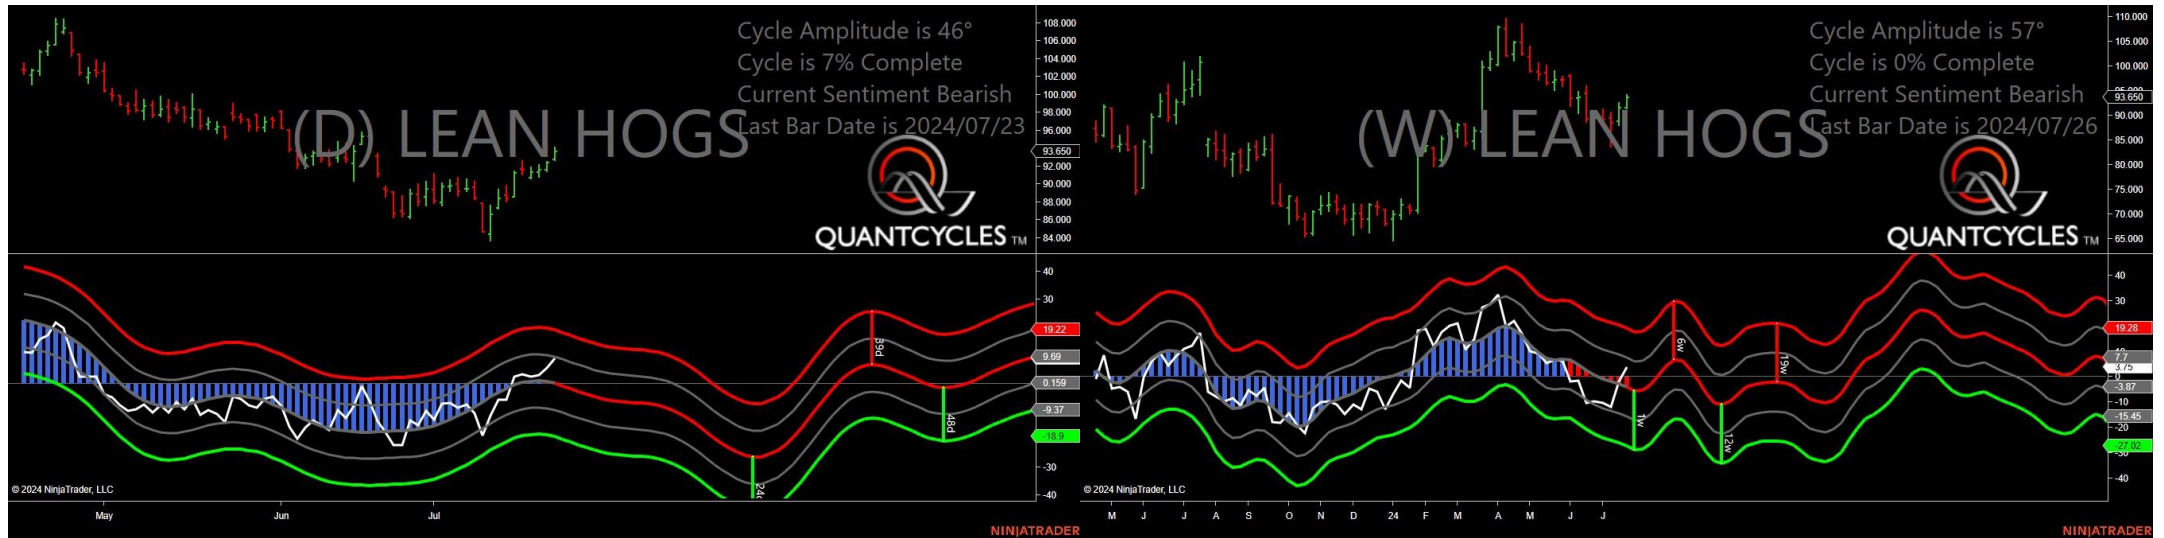 Cycle Amplitude is 46°
Cycle is 7% Complete
Current Sentiment Bearish
Last Bar Date is 2024/07/23
(D) LEAN HOGS
QUANTCYCLES TM
108.000
106.000
104.000
102.000
100.000
98.000
96.000
93.650
92.000
90.000
88.000
86.000
84.000
40
30
19.22
9.69
0.159
-9.37
-18.9
-30
-40
39d
48d
© 2024 NinjaTrader, LLC
May
Jun
Jul
NINJATRADER
Cycle Amplitude is 57°
Cycle is 0% Complete
Current Sentiment Bearish
Last Bar Date is 2024/07/26
(W) LEAN HOGS
QUANTCYCLES TM
110.000
105.000
100.000
93.650
90.000
85.000
80.000
75.000
70.000
65.000
40
30
19.28
7.7
3.75
0
-3.87
-10
-15.45
-20
-27.02
-40
1w
6w
12w
19w
© 2024 NinjaTrader, LLC
M
J
J
A
S
O
N
D
24
F
M
A
M
J
J
NINJATRADER